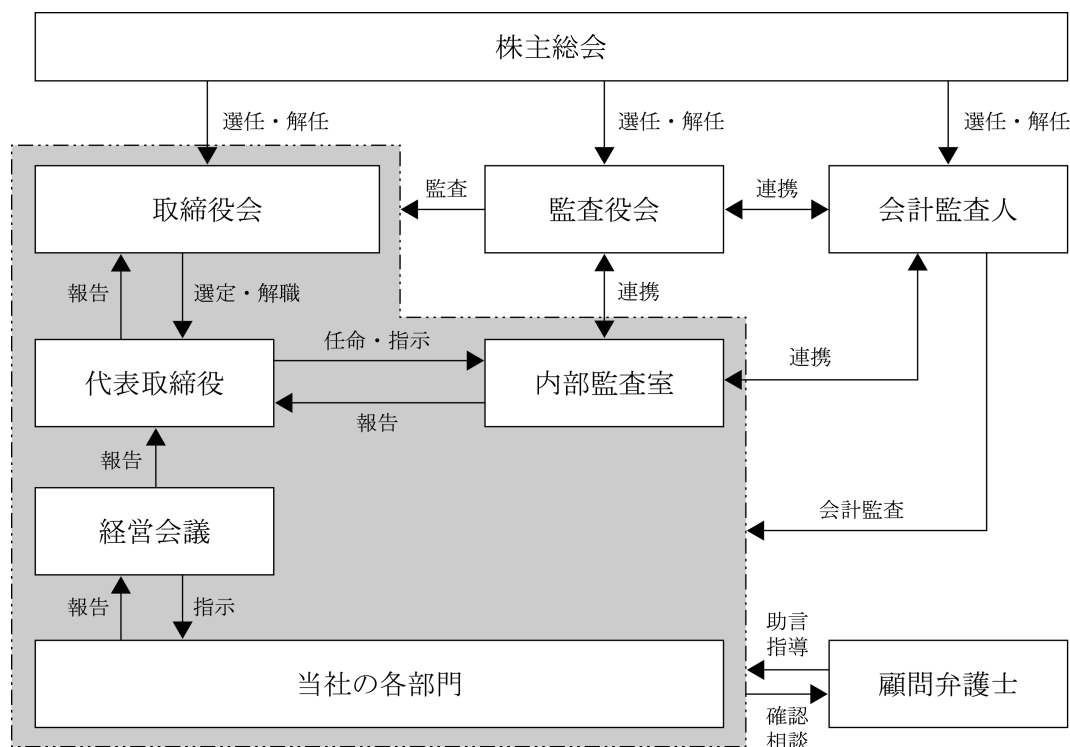 株主総会
選任・解任
選任・解任
選任・解任
取締役会
監査
監査役会
連携
会計監査人
報告
選定・解職
連携
任命・指示
代表取締役
内部監査室
連携
報告
報告
経営会議
会計監査
報告
指示
助言
指導
当社の各部門
顧問弁護士
確認
相談